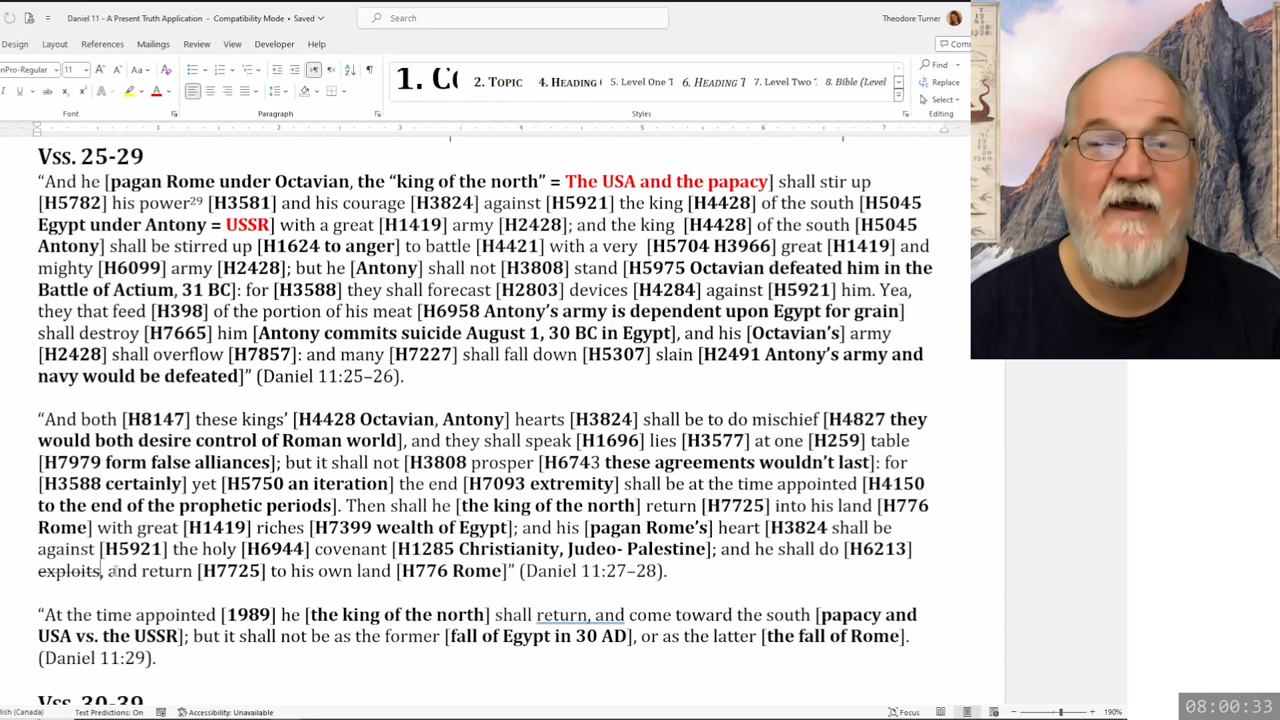 Daniel 11 - A Present Truth Application - Compatibility Mode • Saved
Search
Theodore Turner
Design Layout References Mailings Review View Developer Help
nPro-Regular 11
Aa
Find
Replace
Select
1. 2. TOPIC 4. HEADING 5. Level One 6. HEADING 7. Level Two 8. Bible (Level
Font Paragraph Styles Editing
1 2 3 4 5 6 7
Vss. 25-29
“And he [pagan Rome under Octavian, the “king of the north” = The USA and the papacy] shall stir up
[H5782] his power29 [H3581] and his courage [H3824] against [H5921] the king [H4428] of the south [H5045
Egypt under Antony = USSR] with a great [H1419] army [H2428]; and the king [H4428] of the south [H5045
Antony] shall be stirred up [H1624 to anger] to battle [H4421] with a very [H5704 H3966] great [H1419] and
mighty [H6099] army [H2428]; but he [Antony] shall not [H3808] stand [H5975 Octavian defeated him in the
Battle of Actium, 31 BC]: for [H3588] they shall forecast [H2803] devices [H4284] against [H5921] him. Yea,
they that feed [H398] of the portion of his meat [H6958 Antony’s army is dependent upon Egypt for grain]
shall destroy [H7665] him [Antony commits suicide August 1, 30 BC in Egypt], and his [Octavian’s] army
[H2428] shall overflow [H7857]: and many [H7227] shall fall down [H5307] slain [H2491 Antony’s army and
navy would be defeated]” (Daniel 11:25–26).
“And both [H8147] these kings’ [H4428 Octavian, Antony] hearts [H3824] shall be to do mischief [H4827 they
would both desire control of Roman world], and they shall speak [H1696] lies [H3577] at one [H259] table
[H7979 form false alliances]; but it shall not [H3808 prosper [H6743 these agreements wouldn’t last]: for
[H3588 certainly] yet [H5750 an iteration] the end [H7093 extremity] shall be at the time appointed [H4150
to the end of the prophetic periods]. Then shall he [the king of the north] return [H7725] into his land [H776
Rome] with great [H1419] riches [H7399 wealth of Egypt]; and his [pagan Rome’s] heart [H3824 shall be
against [H5921] the holy [H6944] covenant [H1285 Christianity, Judeo- Palestine]; and he shall do [H6213]
exploits, and return [H7725] to his own land [H776 Rome]” (Daniel 11:27–28).
“At the time appointed [1989] he [the king of the north] shall return, and come toward the south [papacy and
USA vs. the USSR]; but it shall not be as the former [fall of Egypt in 30 AD], or as the latter [the fall of Rome].
(Daniel 11:29).
Vss. 30-39
lish (Canada) Text Predictions: On Accessibility: Unavailable Focus 190%
08:00:33